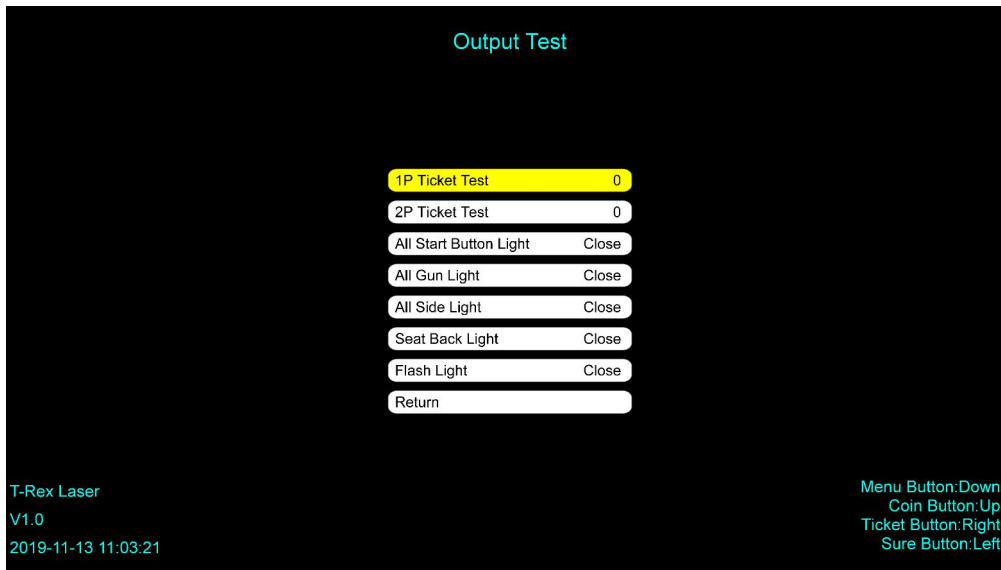 Output Test
1P Ticket Test 0
2P Ticket Test 0
All Start Button Light Close
All Gun Light Close
All Side Light Close
Seat Back Light Close
Flash Light Close
Return
T-Rex Laser
V1.0
2019-11-13 11:03:21
Menu Button:Down
Coin Button:Up
Ticket Button:Right
Sure Button:Left